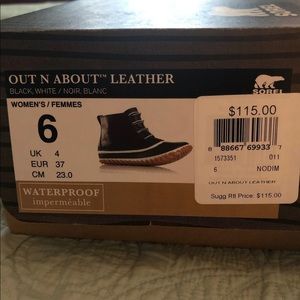 OUT N ABOUT™ LEATHER
BLACK, WHITE / NOIR, BLANC
SOREL
WOMEN'S / FEMMES
6
UK 4
EUR 37
CM 23.0
WATERPROOF
imperméable
$115.00
8 88667 69933 7
1573351 011
6 NODIM
OUT N ABOUT LEATHER
Sugg Rtl Price: $115.00